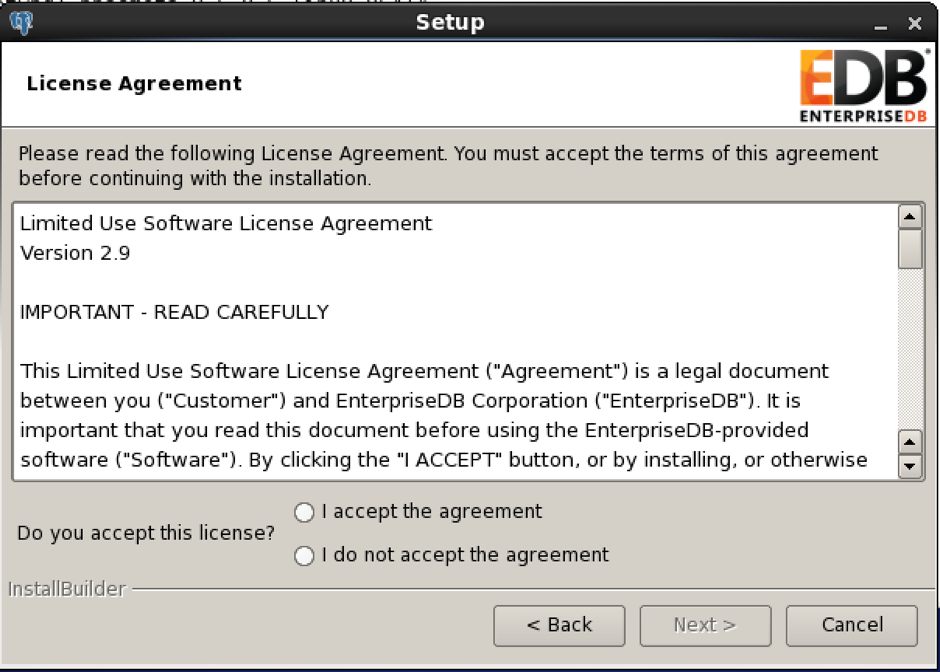 Setup
License Agreement
EDB
ENTERPRISEDB
Please read the following License Agreement. You must accept the terms of this agreement
before continuing with the installation.
Limited Use Software License Agreement
Version 2.9
IMPORTANT - READ CAREFULLY
This Limited Use Software License Agreement ("Agreement") is a legal document
between you ("Customer") and EnterpriseDB Corporation ("EnterpriseDB"). It is
important that you read this document before using the EnterpriseDB-provided
software ("Software"). By clicking the "I ACCEPT" button, or by installing, or otherwise
Do you accept this license?
I accept the agreement
I do not accept the agreement
InstallBuilder
< Back
Next >
Cancel